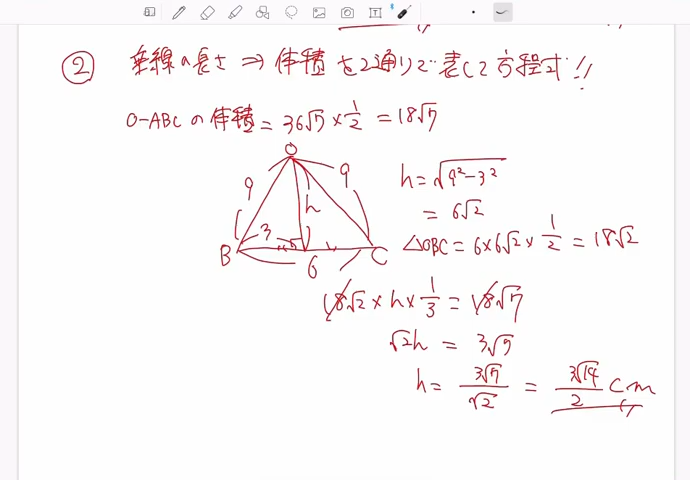 ② 垂線の長さ ⇒ 体積を2通りで表して方程式!!
O-ABCの体積 = 36√7 × 1/2 = 18√7
O
9
9
h
3
B
C
6
h = √(9²-3²)
= 6√2
△OBC = 6×6√2×1/2 = 18√2
18√2 × h × 1/3 = 18√7
√2h = 3√7
h = 3√7/√2 = 3√14/2 cm